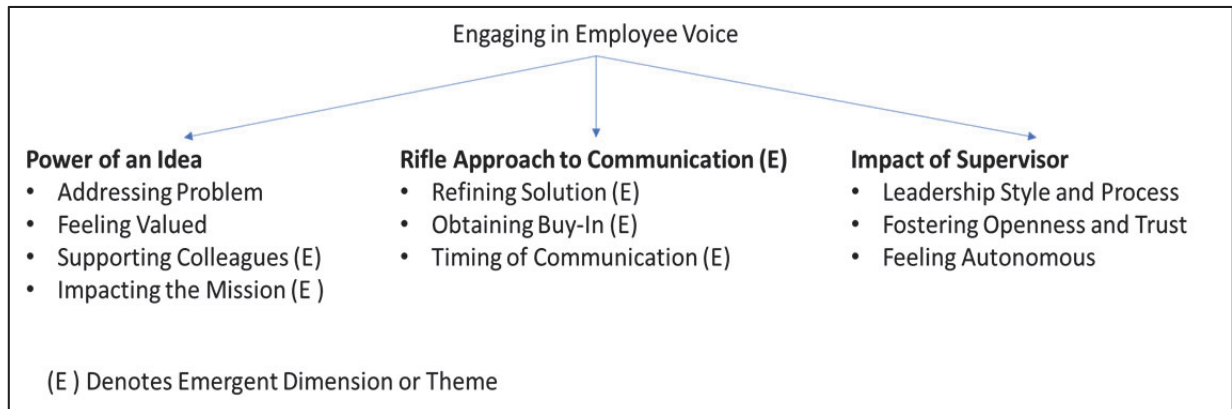 Engaging in Employee Voice
Power of an Idea
• Addressing Problem
• Feeling Valued
• Supporting Colleagues (E)
• Impacting the Mission (E )
Rifle Approach to Communication (E)
• Refining Solution (E)
• Obtaining Buy-In (E)
• Timing of Communication (E)
Impact of Supervisor
• Leadership Style and Process
• Fostering Openness and Trust
• Feeling Autonomous
(E ) Denotes Emergent Dimension or Theme